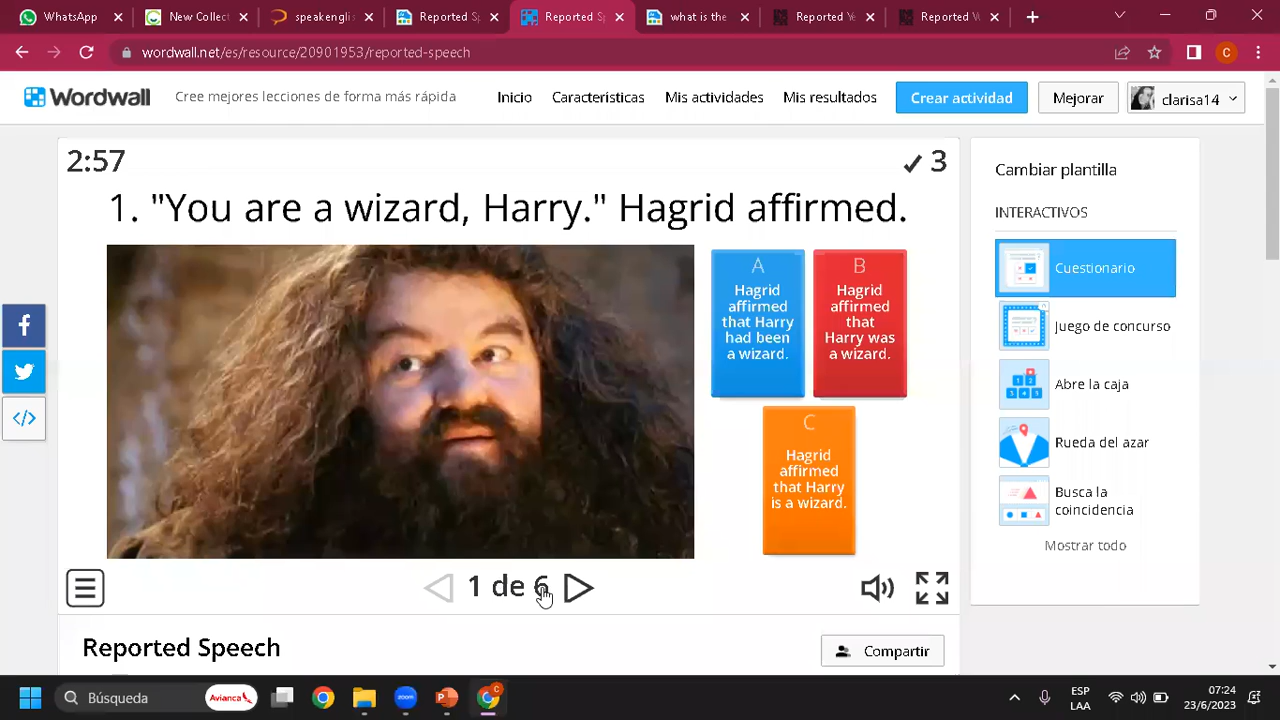 WhatsApp
New Collect
speakenglis
Reported Sp
Reported Sp
what is the
Reported Ye
Reported W
wordwall.net/es/resource/20901953/reported-speech
C
Wordwall
Cree mejores lecciones de forma más rápida
Inicio
Características
Mis actividades
Mis resultados
Crear actividad
Mejorar
clarisa14
2:57
3
1. "You are a wizard, Harry." Hagrid affirmed.
A
Hagrid
affirmed
that Harry
had been
a wizard.
B
Hagrid
affirmed
that
Harry was
a wizard.
C
Hagrid
affirmed
that Harry
is a wizard.
1 de 6
Reported Speech
Compartir
Cambiar plantilla
INTERACTIVOS
Cuestionario
Juego de concurso
Abre la caja
Rueda del azar
Busca la
coincidencia
Mostrar todo
Búsqueda
Avianca
ESP
LAA
07:24
23/6/2023